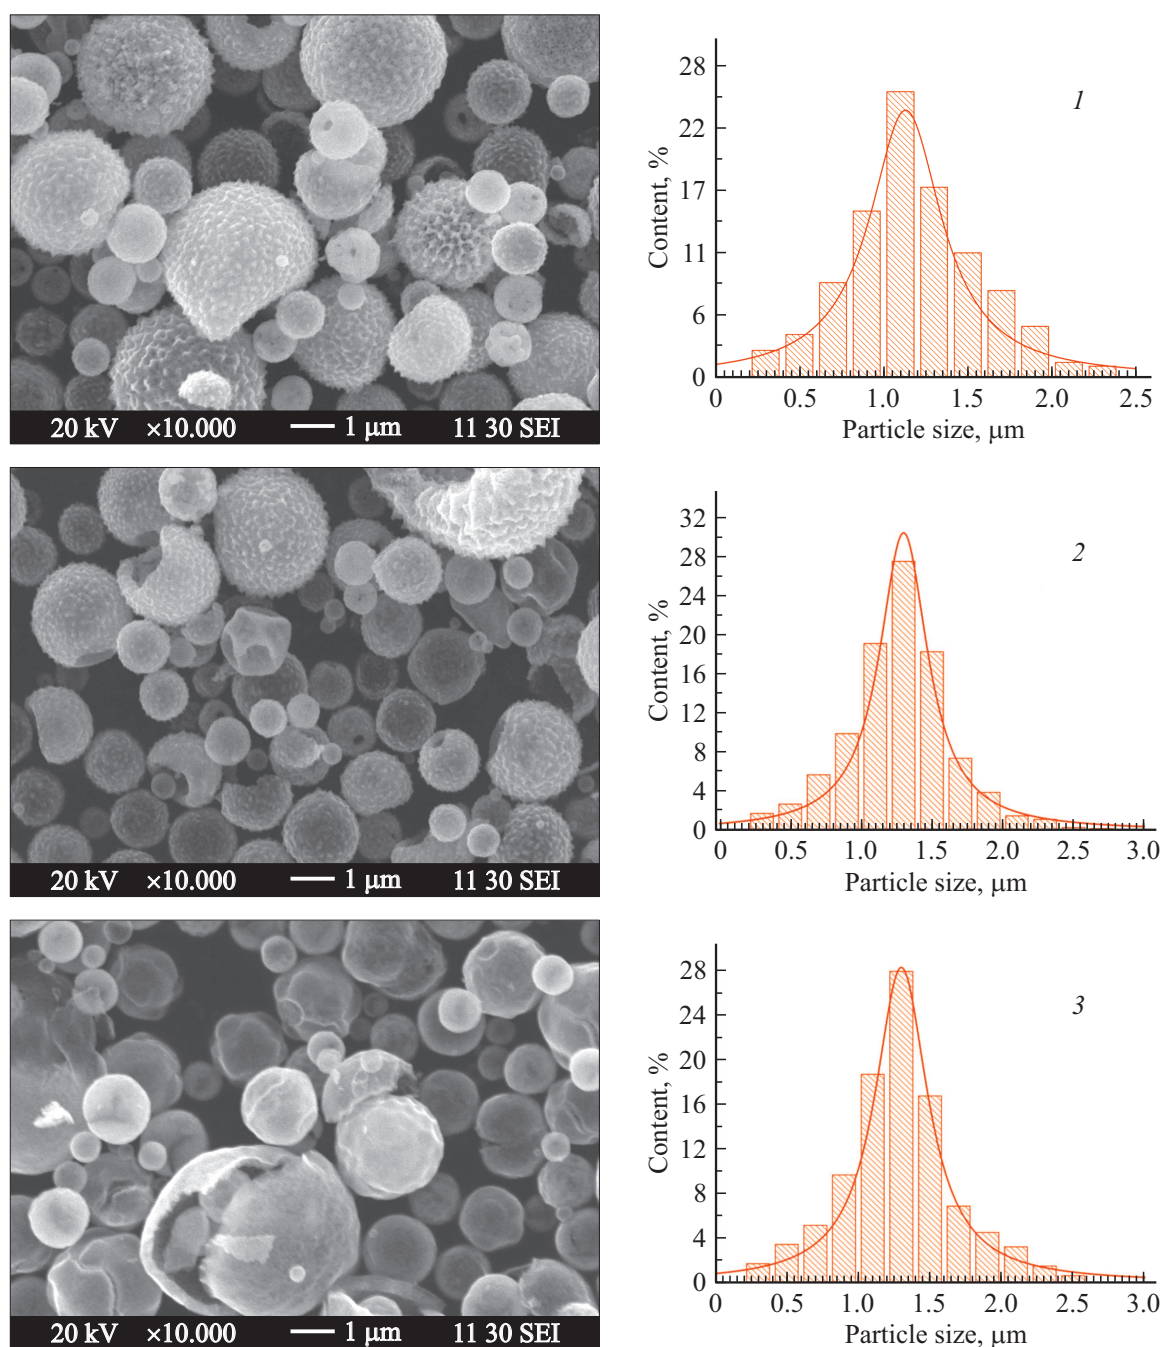 20 kV ×10.000 1 µm 11 30 SEI
1
Content, %
28
22
17
11
6
0
0 0.5 1.0 1.5 2.0 2.5
Particle size, µm
20 kV ×10.000 1 µm 11 30 SEI
2
Content, %
32
28
24
20
16
12
8
4
0
0 0.5 1.0 1.5 2.0 2.5 3.0
Particle size, µm
20 kV ×10.000 1 µm 11 30 SEI
3
Content, %
28
24
20
16
12
8
4
0
0 0.5 1.0 1.5 2.0 2.5 3.0
Particle size, µm